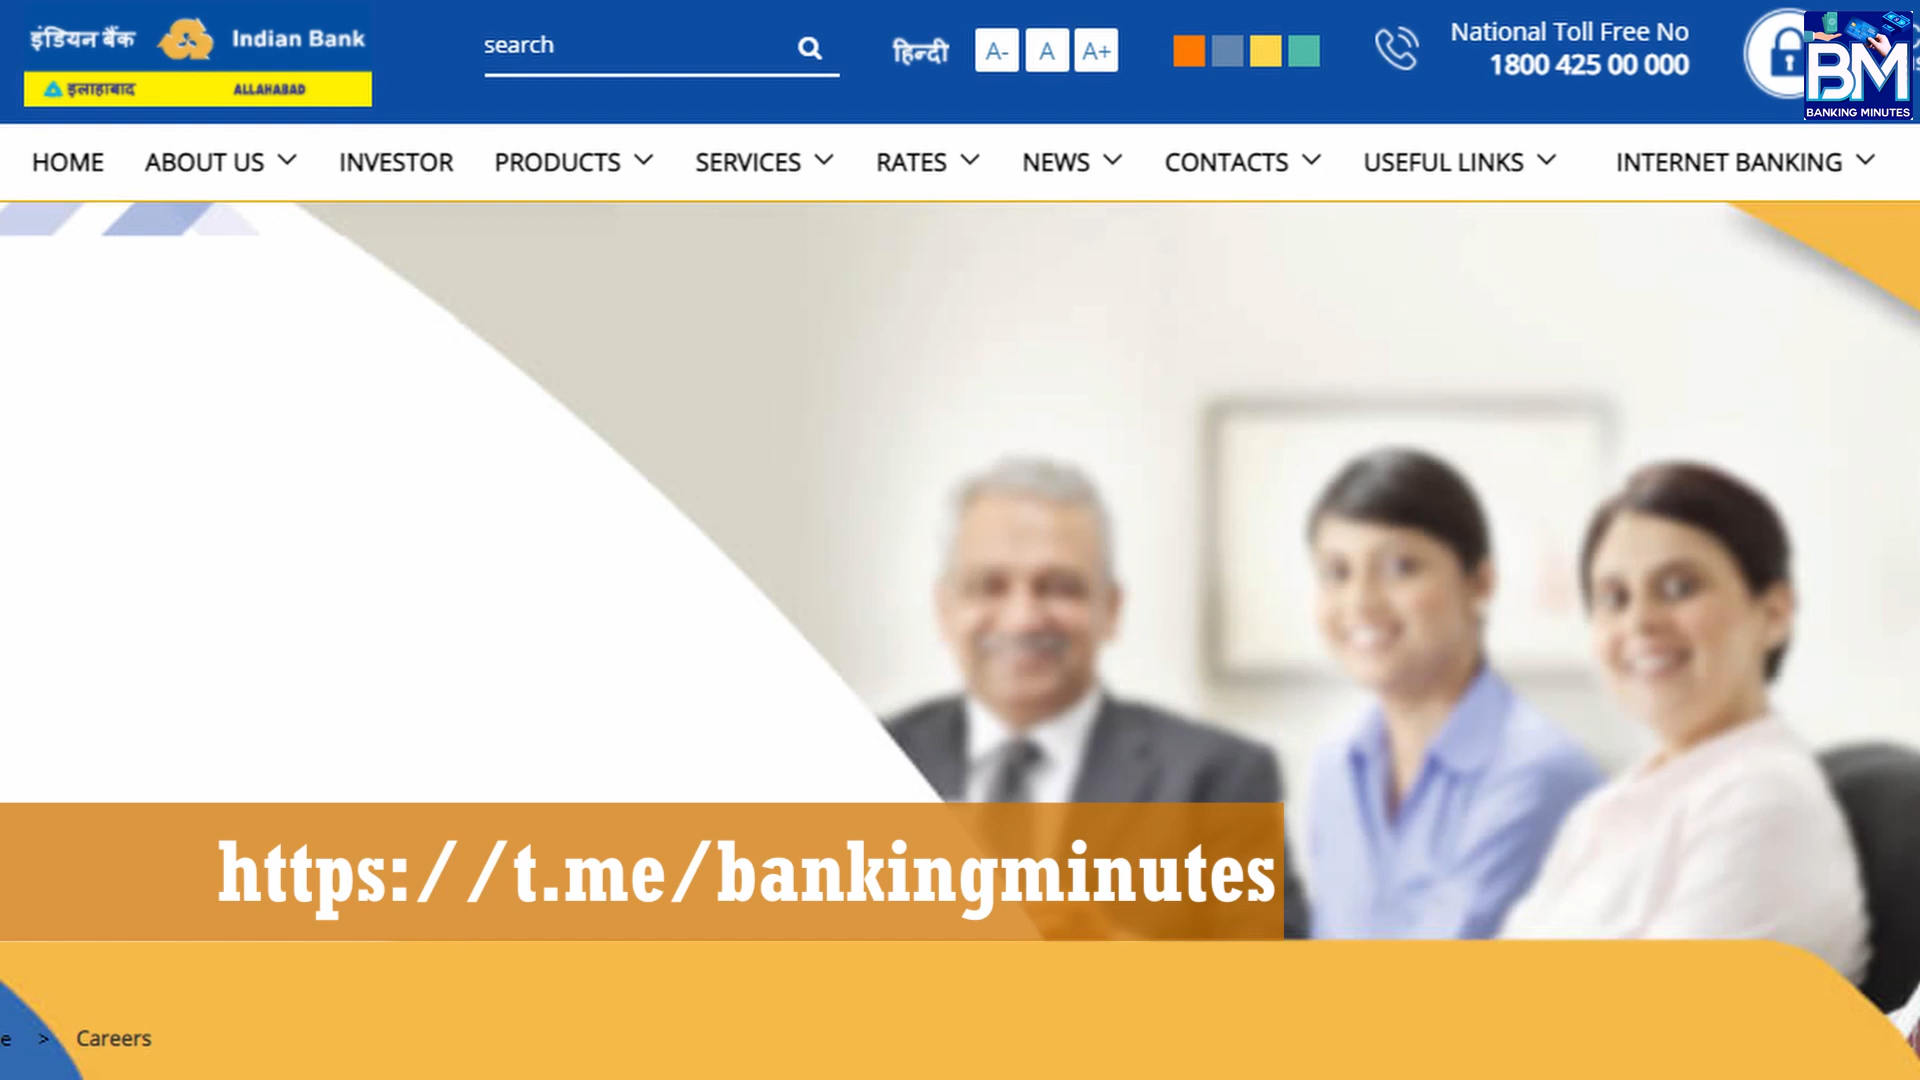 इंडियन बैंक Indian Bank
इलाहाबाद ALLAHABAD
search
हिन्दी A- A A+
National Toll Free No
1800 425 00 000
BM
BANKING MINUTES
HOME ABOUT US INVESTOR PRODUCTS SERVICES RATES NEWS CONTACTS USEFUL LINKS INTERNET BANKING
https://t.me/bankingminutes
e > Careers